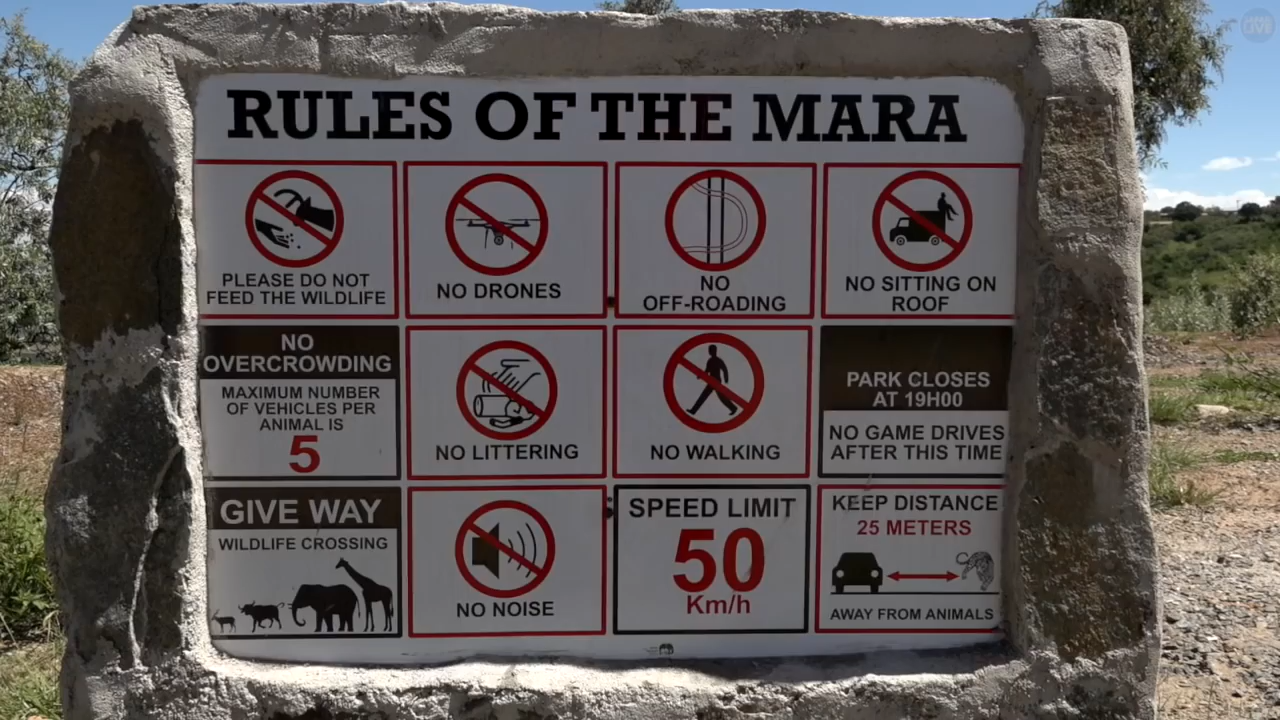 RULES OF THE MARA
PLEASE DO NOT
FEED THE WILDLIFE
NO DRONES
NO
OFF-ROADING
NO SITTING ON
ROOF
NO
OVERCROWDING
MAXIMUM NUMBER
OF VEHICLES PER
ANIMAL IS
5
NO LITTERING
NO WALKING
PARK CLOSES
AT 19H00
NO GAME DRIVES
AFTER THIS TIME
GIVE WAY
WILDLIFE CROSSING
NO NOISE
SPEED LIMIT
50
Km/h
KEEP DISTANCE
25 METERS
AWAY FROM ANIMALS